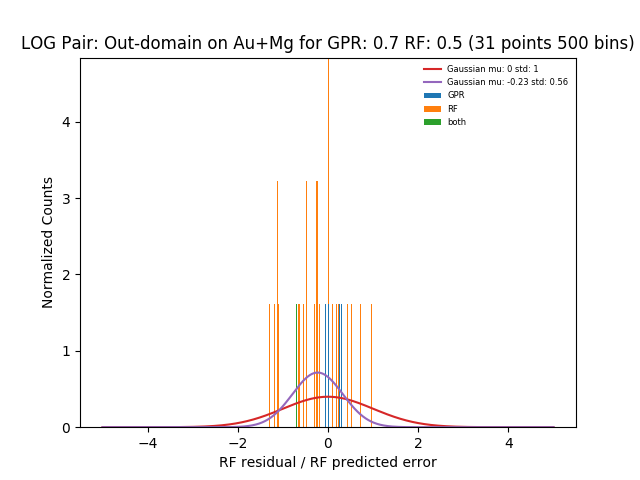 LOG Pair: Out-domain on Au+Mg for GPR: 0.7 RF: 0.5 (31 points 500 bins)
Gaussian mu: 0 std: 1
Gaussian mu: -0.23 std: 0.56
GPR
RF
both
Normalized Counts
4
3
2
1
0
−4 −2 0 2 4
RF residual / RF predicted error